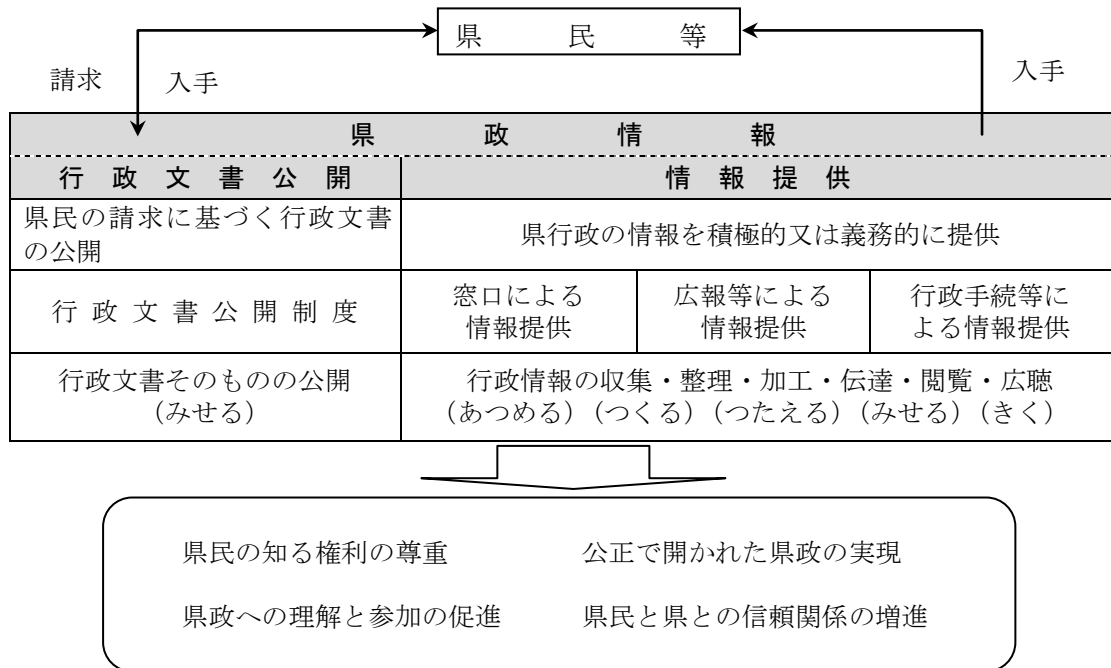 県民等
請求
入手
入手
県政情報
行政文書公開
情報提供
県民の請求に基づく行政文書
の公開
県行政の情報を積極的又は義務的に提供
行政文書公開制度
窓口による
情報提供
広報等による
情報提供
行政手続等に
よる情報提供
行政文書そのものの公開
(みせる)
行政情報の収集・整理・加工・伝達・閲覧・広聴
(あつめる)(つくる)(つたえる)(みせる)(きく)
県民の知る権利の尊重
公正で開かれた県政の実現
県政への理解と参加の促進
県民と県との信頼関係の増進